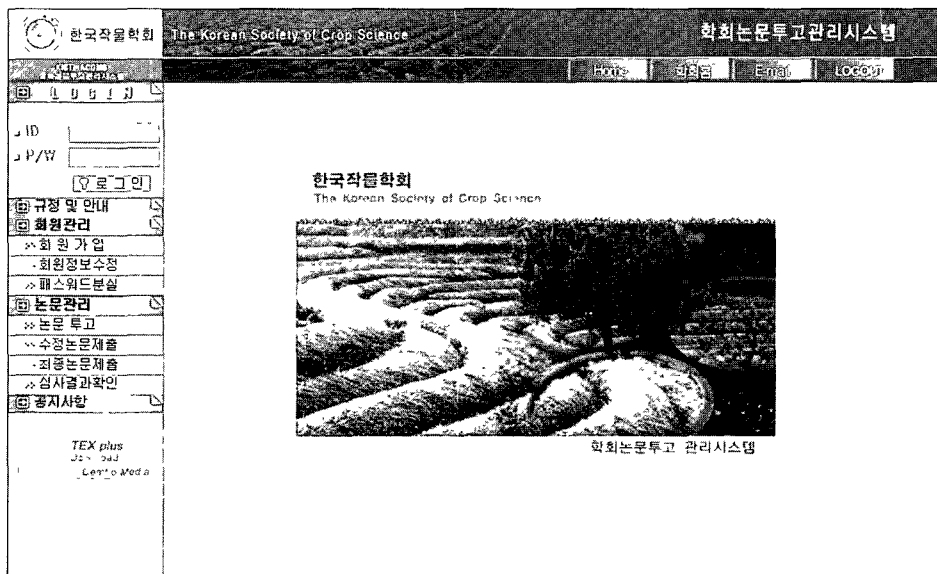 한국작물학회
The Korean Society of Crop Science
학회논문투고관리시스템
Home
학회홈
E-mail
LOGOUT
LOGIN
ID
P/W
로그인
규정 및 안내
회원관리
회 원 가 입
회원정보수정
패스워드분실
논문관리
논문 투고
수정논문제출
최종논문제출
심사결과확인
공지사항
TEX plus
한국작물학회
The Korean Society of Crop Science
학회논문투고 관리시스템